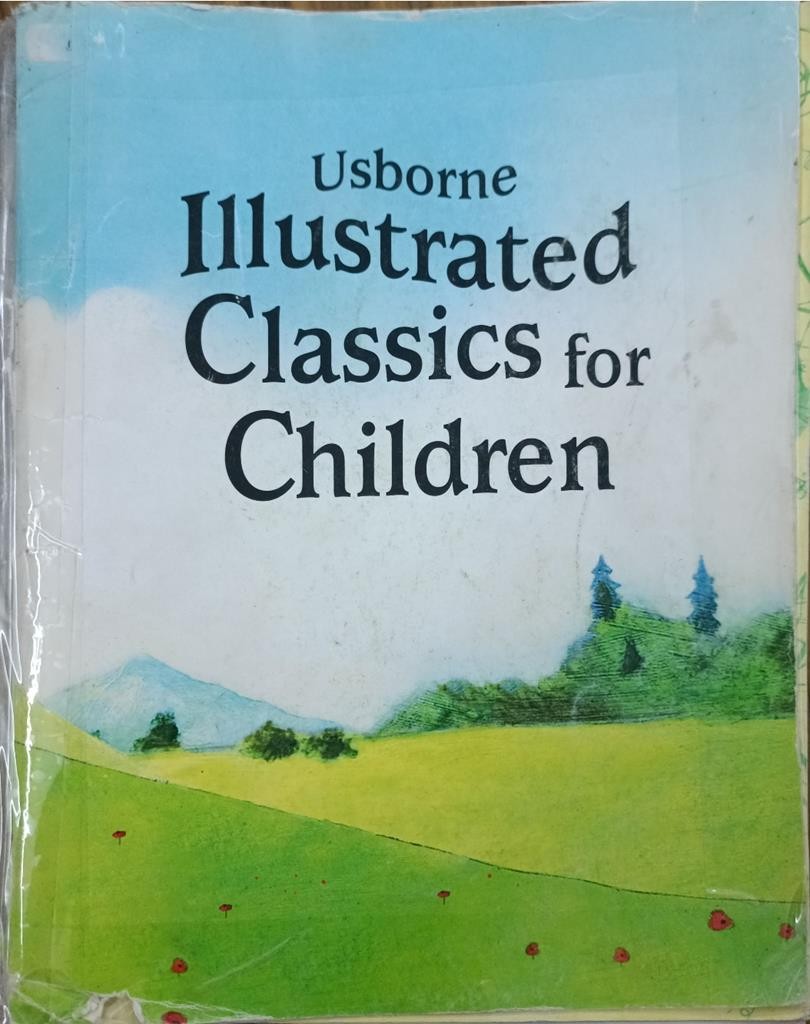 Usborne
Illustrated
Classics for
Children